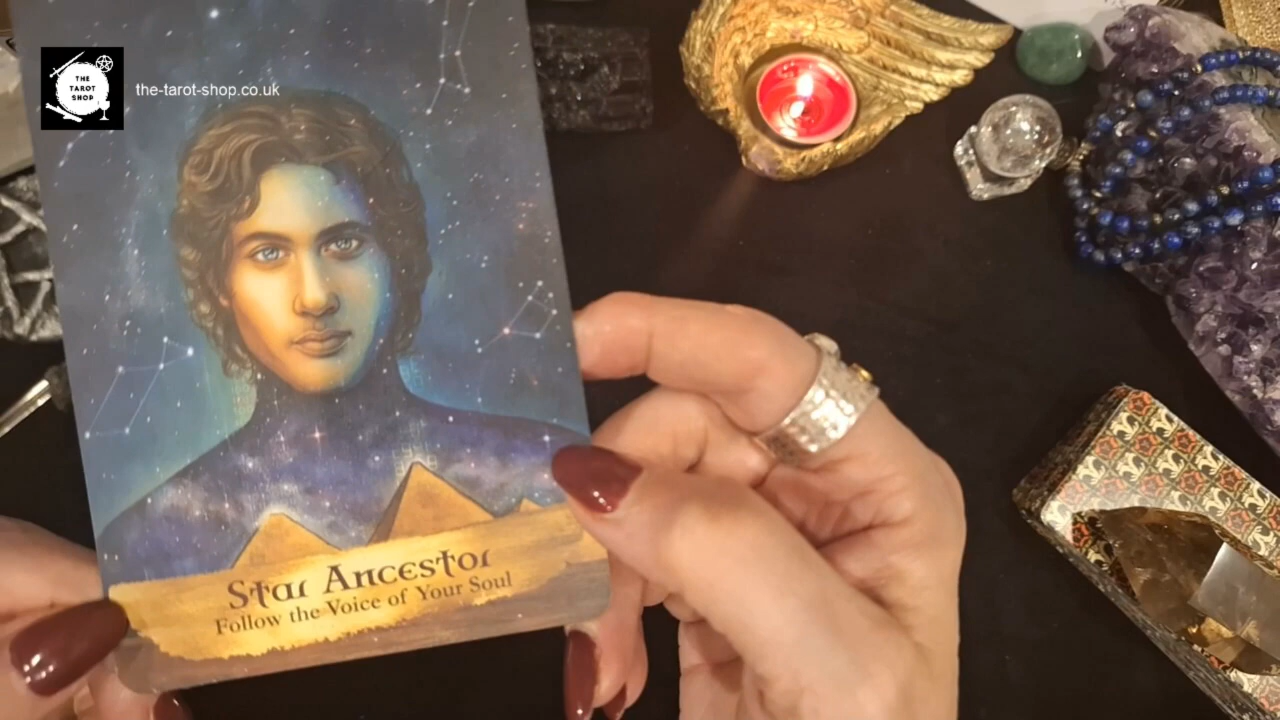 THE
TAROT
SHOP
the-tarot-shop.co.uk
Star Ancestor
Follow the Voice of Your Soul